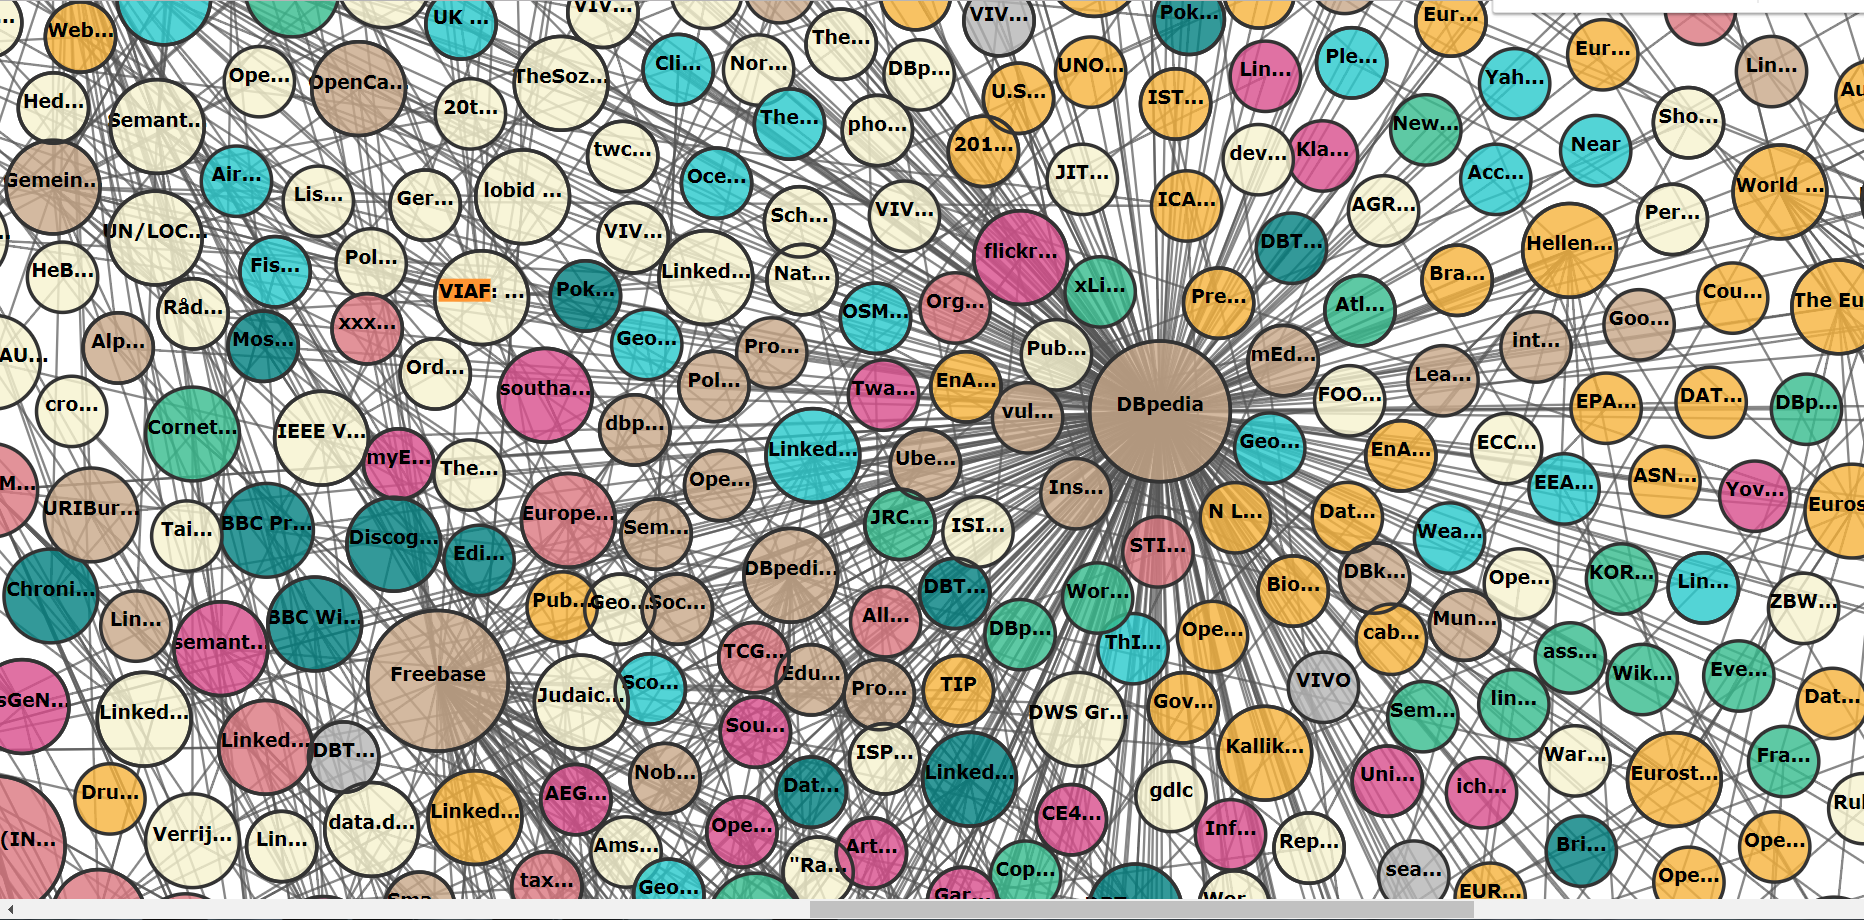 Web...
UK ...
VIV...
VIV...
Pok...
Eur...
The...
Eur...
Ope...
OpenCa...
TheSoz...
Cli...
Nor...
DBp...
UNO...
Lin...
Ple...
Yah...
Lin...
Hed...
Semant...
20t...
The...
pho...
U.S...
IST...
New...
Sho...
Gemein...
Air...
Lis...
Ger...
lobid ...
twc...
Oce...
201...
JIT...
dev...
Kla...
Acc...
Near
World ...
UN/LOC...
VIV...
Sch...
VIV...
ICA...
AGR...
Per...
HeB...
Fis...
Pol...
VIAF: ...
Pok...
Linked...
Nat...
flickr...
xLi...
DBT...
Hellen...
Bra...
Cou...
The Eu
Råd...
xxx...
OSM...
Org...
Pre...
Atl...
Goo...
Alp...
Mos...
Ord...
Geo...
Pro...
Pub...
mEd...
int...
cro...
southa...
Pol...
Twa...
EnA...
vul...
DBpedia
FOO...
Lea...
EPA...
DAT...
DBp...
Cornet...
IEEE V...
myE...
The...
dbp...
Linked...
Ube...
Geo...
EnA...
ECC...
EEA...
ASN...
Yov...
URIBur...
Tai...
BBC Pr...
Discog...
Edi...
Europe...
Sem...
Ope...
JRC...
ISI...
Ins...
STI...
N L...
Dat...
Wea...
Euros
Chroni...
Lin...
semant...
BBC Wi...
Pub...
Geo...
Soc...
DBpedi...
All...
DBT...
DBp...
Wor...
ThI...
Ope...
Bio...
DBk...
cab...
Mun...
Ope...
KOR...
Lin...
ZBW...
Freebase
Judaic...
Sco...
TCG...
Edu...
Pro...
TIP
DWS Gr...
Gov...
VIVO
Sem...
lin...
ass...
Wik...
Eve...
Dat...
sGeN...
Linked...
Linked...
DBT...
Sou...
ISP...
Linked...
Kallik...
Uni...
ich...
War...
Eurost...
Fra...
Dru...
Verrij...
Lin...
data.d...
Linked...
AEG...
Nob...
Dat...
Ope...
Art...
CE4...
gdlc
Inf...
Rep...
Bri...
Ope...
(IN...
tax...
Ams...
Geo...
"Ra...
Cop...
sea...
EUR...
Ope...